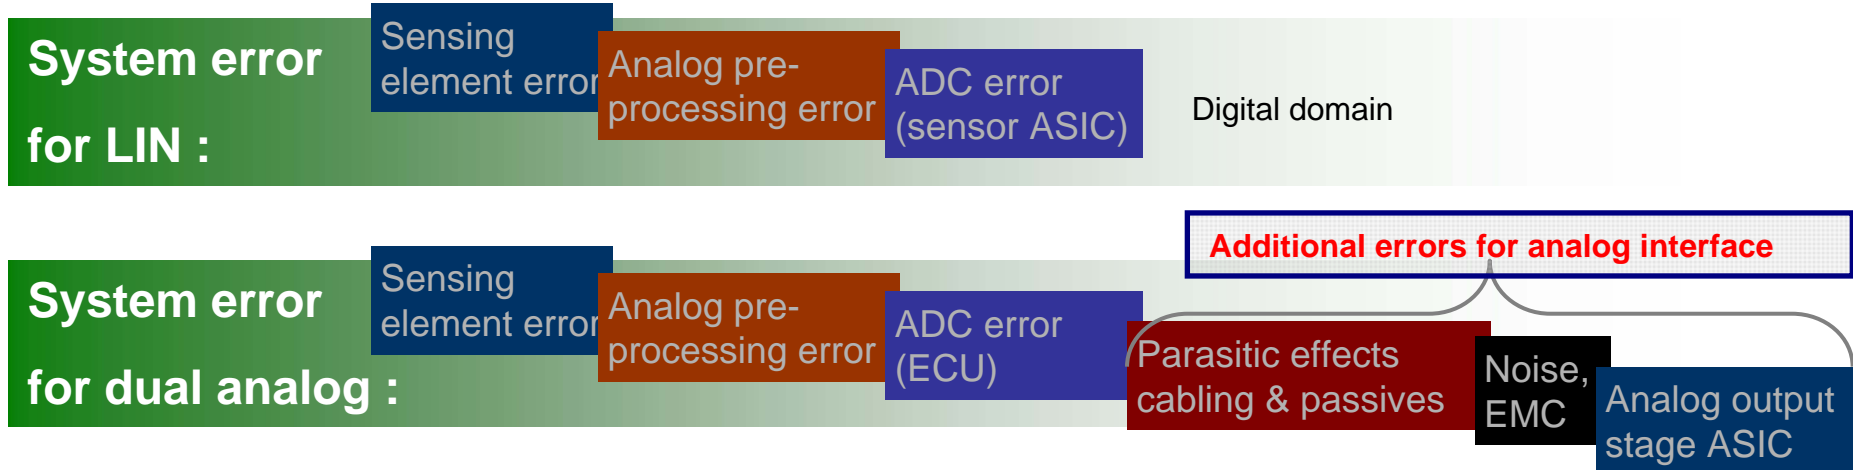 System error
for LIN :
Sensing
element error
Analog pre-
processing error
ADC error
(sensor ASIC)
Digital domain
Additional errors for analog interface
System error
for dual analog :
Sensing
element error
Analog pre-
processing error
ADC error
(ECU)
Parasitic effects
cabling & passives
Noise,
EMC
Analog output
stage ASIC